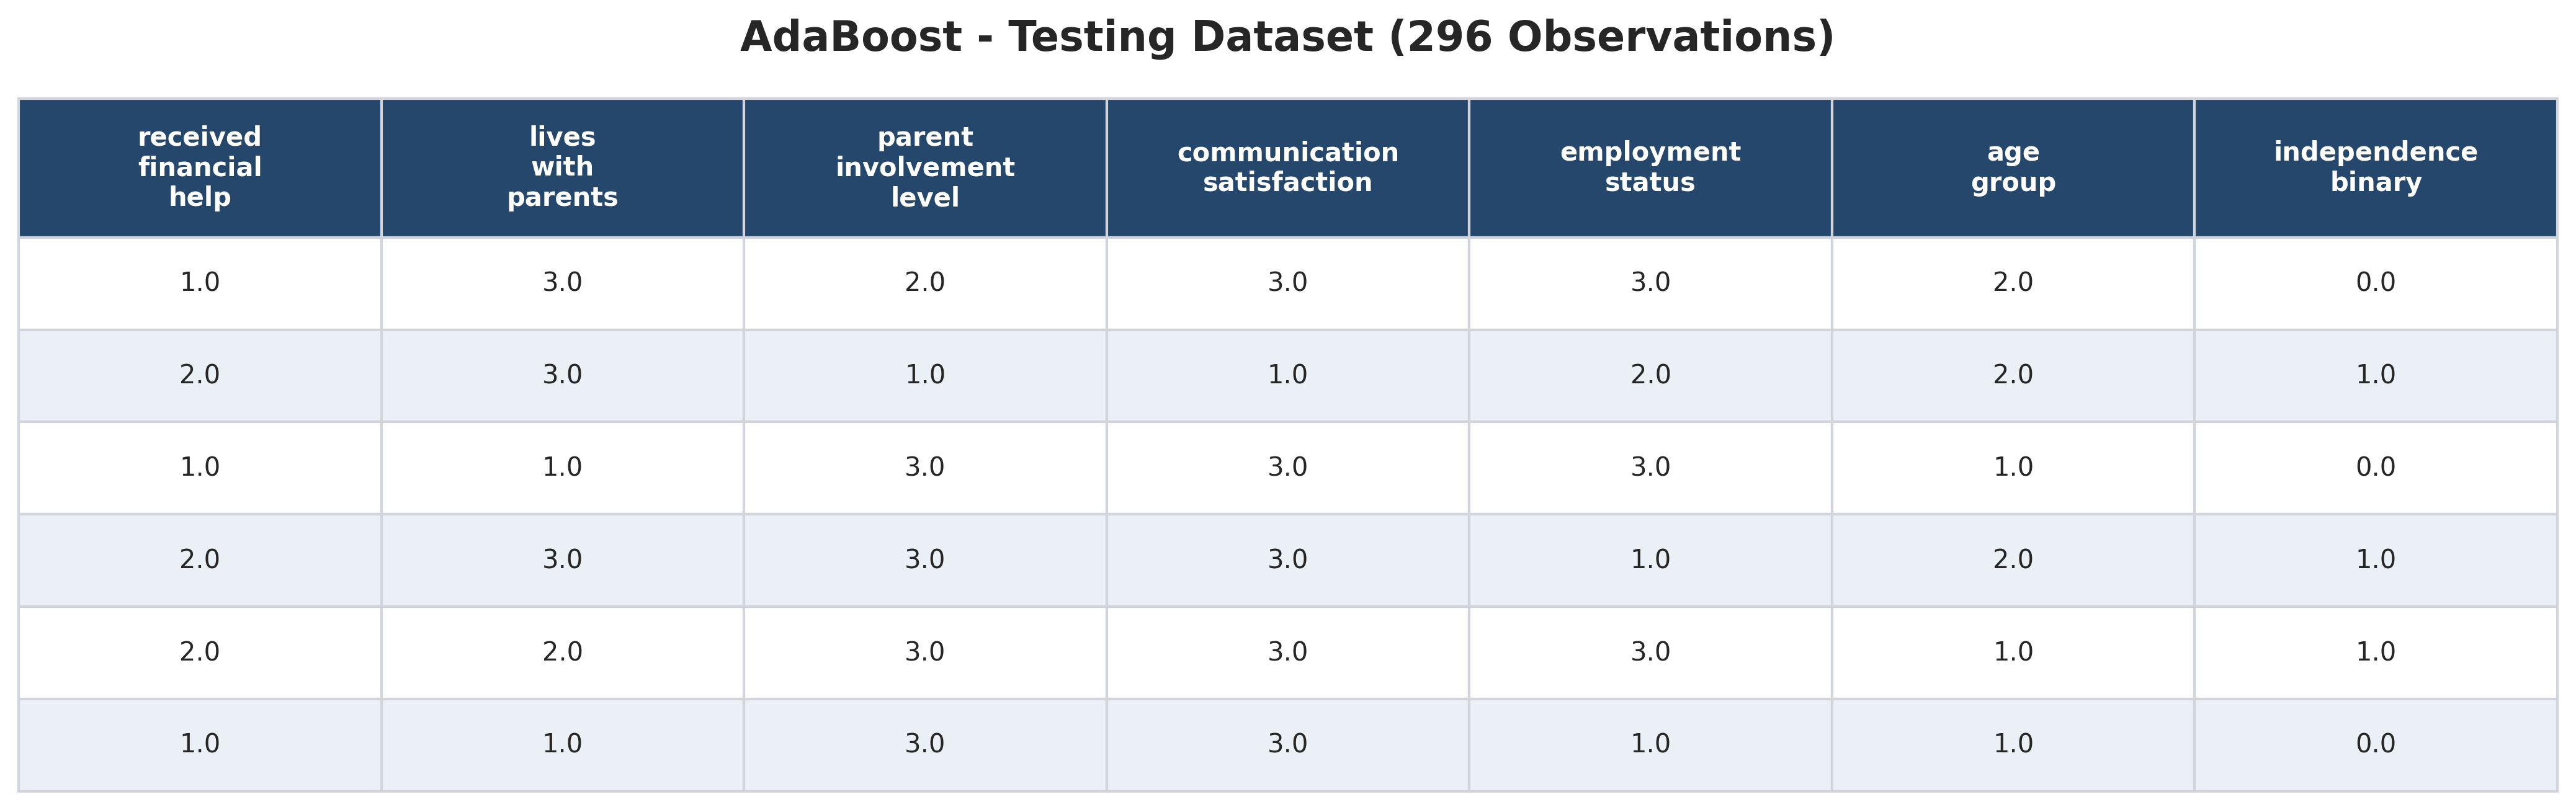 AdaBoost - Testing Dataset (296 Observations)
received financial help lives with parents parent involvement level communication satisfaction employment status age group independence binary
1.0 3.0 2.0 3.0 3.0 2.0 0.0
2.0 3.0 1.0 1.0 2.0 2.0 1.0
1.0 1.0 3.0 3.0 3.0 1.0 0.0
2.0 3.0 3.0 3.0 1.0 2.0 1.0
2.0 2.0 3.0 3.0 3.0 1.0 1.0
1.0 1.0 3.0 3.0 1.0 1.0 0.0